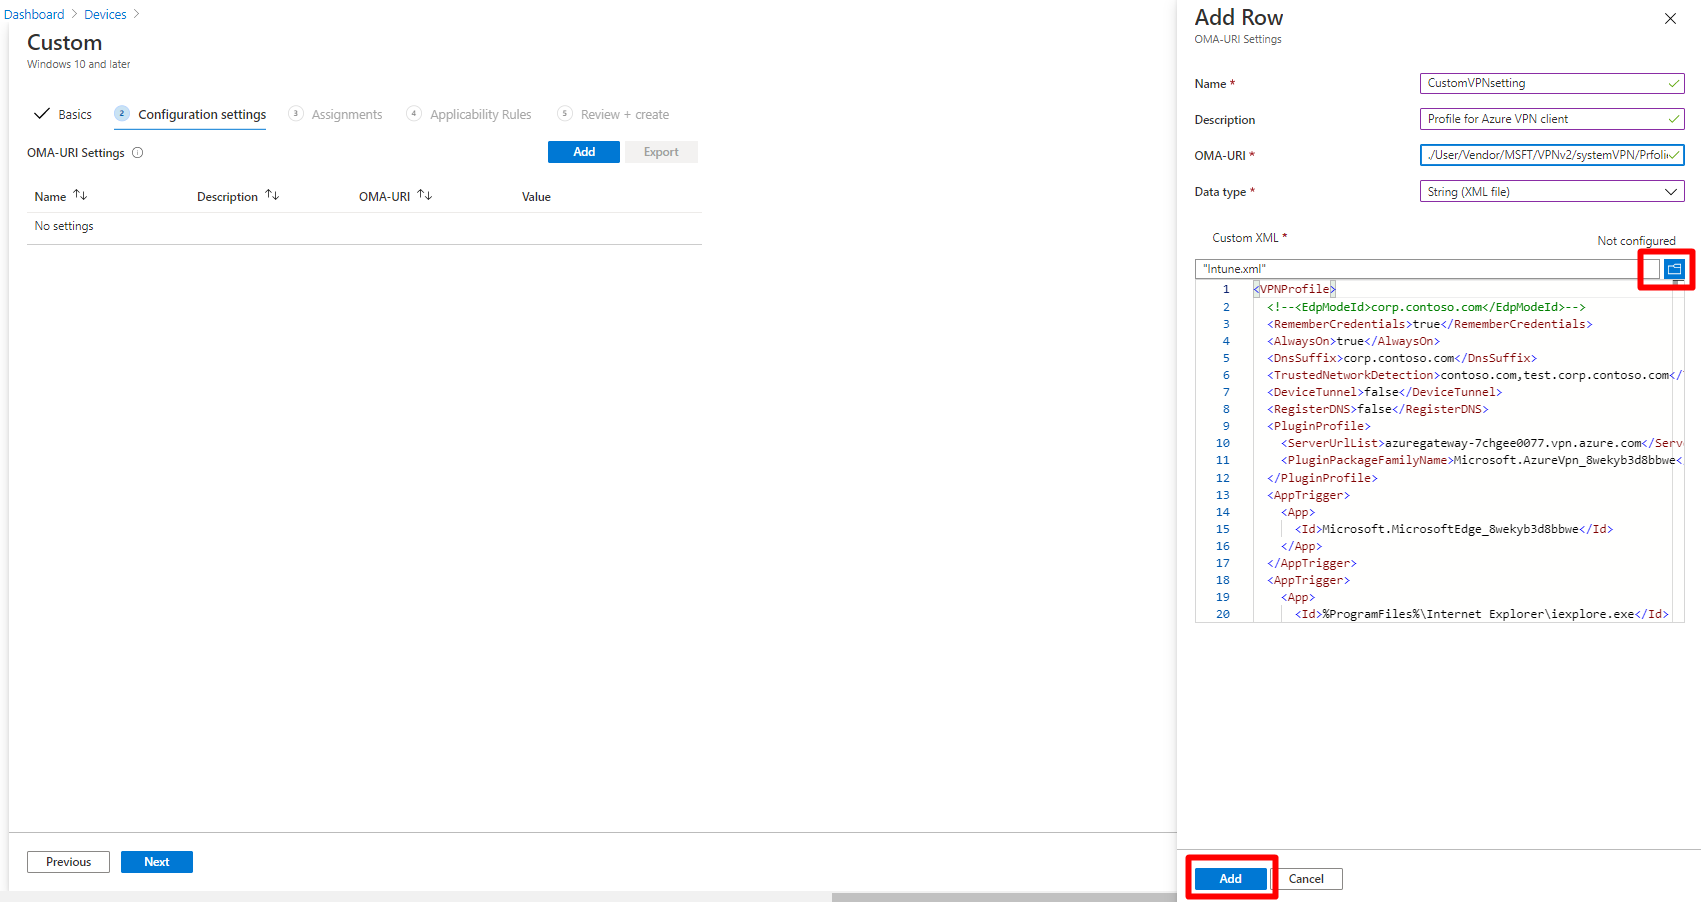 Dashboard > Devices >
Custom
Windows 10 and later
Basics
2 Configuration settings
3 Assignments
4 Applicability Rules
5 Review + create
OMA-URI Settings
Add
Export
Name
Description
OMA-URI
Value
No settings
Previous
Next
Add Row
OMA-URI Settings
Name *
CustomVPNsetting
Description
Profile for Azure VPN client
OMA-URI *
./User/Vendor/MSFT/VPNv2/systemVPN/Prfoli
Data type *
String (XML file)
Custom XML *
Not configured
"Intune.xml"
1 <VPNProfile>
2 <!--<EdpModeId>corp.contoso.com</EdpModeId>-->
3 <RememberCredentials>true</RememberCredentials>
4 <AlwaysOn>true</AlwaysOn>
5 <DnsSuffix>corp.contoso.com</DnsSuffix>
6 <TrustedNetworkDetection>contoso.com,test.corp.contoso.com</
7 <DeviceTunnel>false</DeviceTunnel>
8 <RegisterDNS>false</RegisterDNS>
9 <PluginProfile>
10 <ServerUrlList>azuregateway-7chgee0077.vpn.azure.com</Serv
11 <PluginPackageFamilyName>Microsoft.AzureVpn_8wekyb3d8bbwe<
12 </PluginProfile>
13 <AppTrigger>
14 <App>
15 <Id>Microsoft.MicrosoftEdge_8wekyb3d8bbwe</Id>
16 </App>
17 </AppTrigger>
18 <AppTrigger>
19 <App>
20 <Id>%ProgramFiles%\Internet Explorer\iexplore.exe</Id>
Add
Cancel